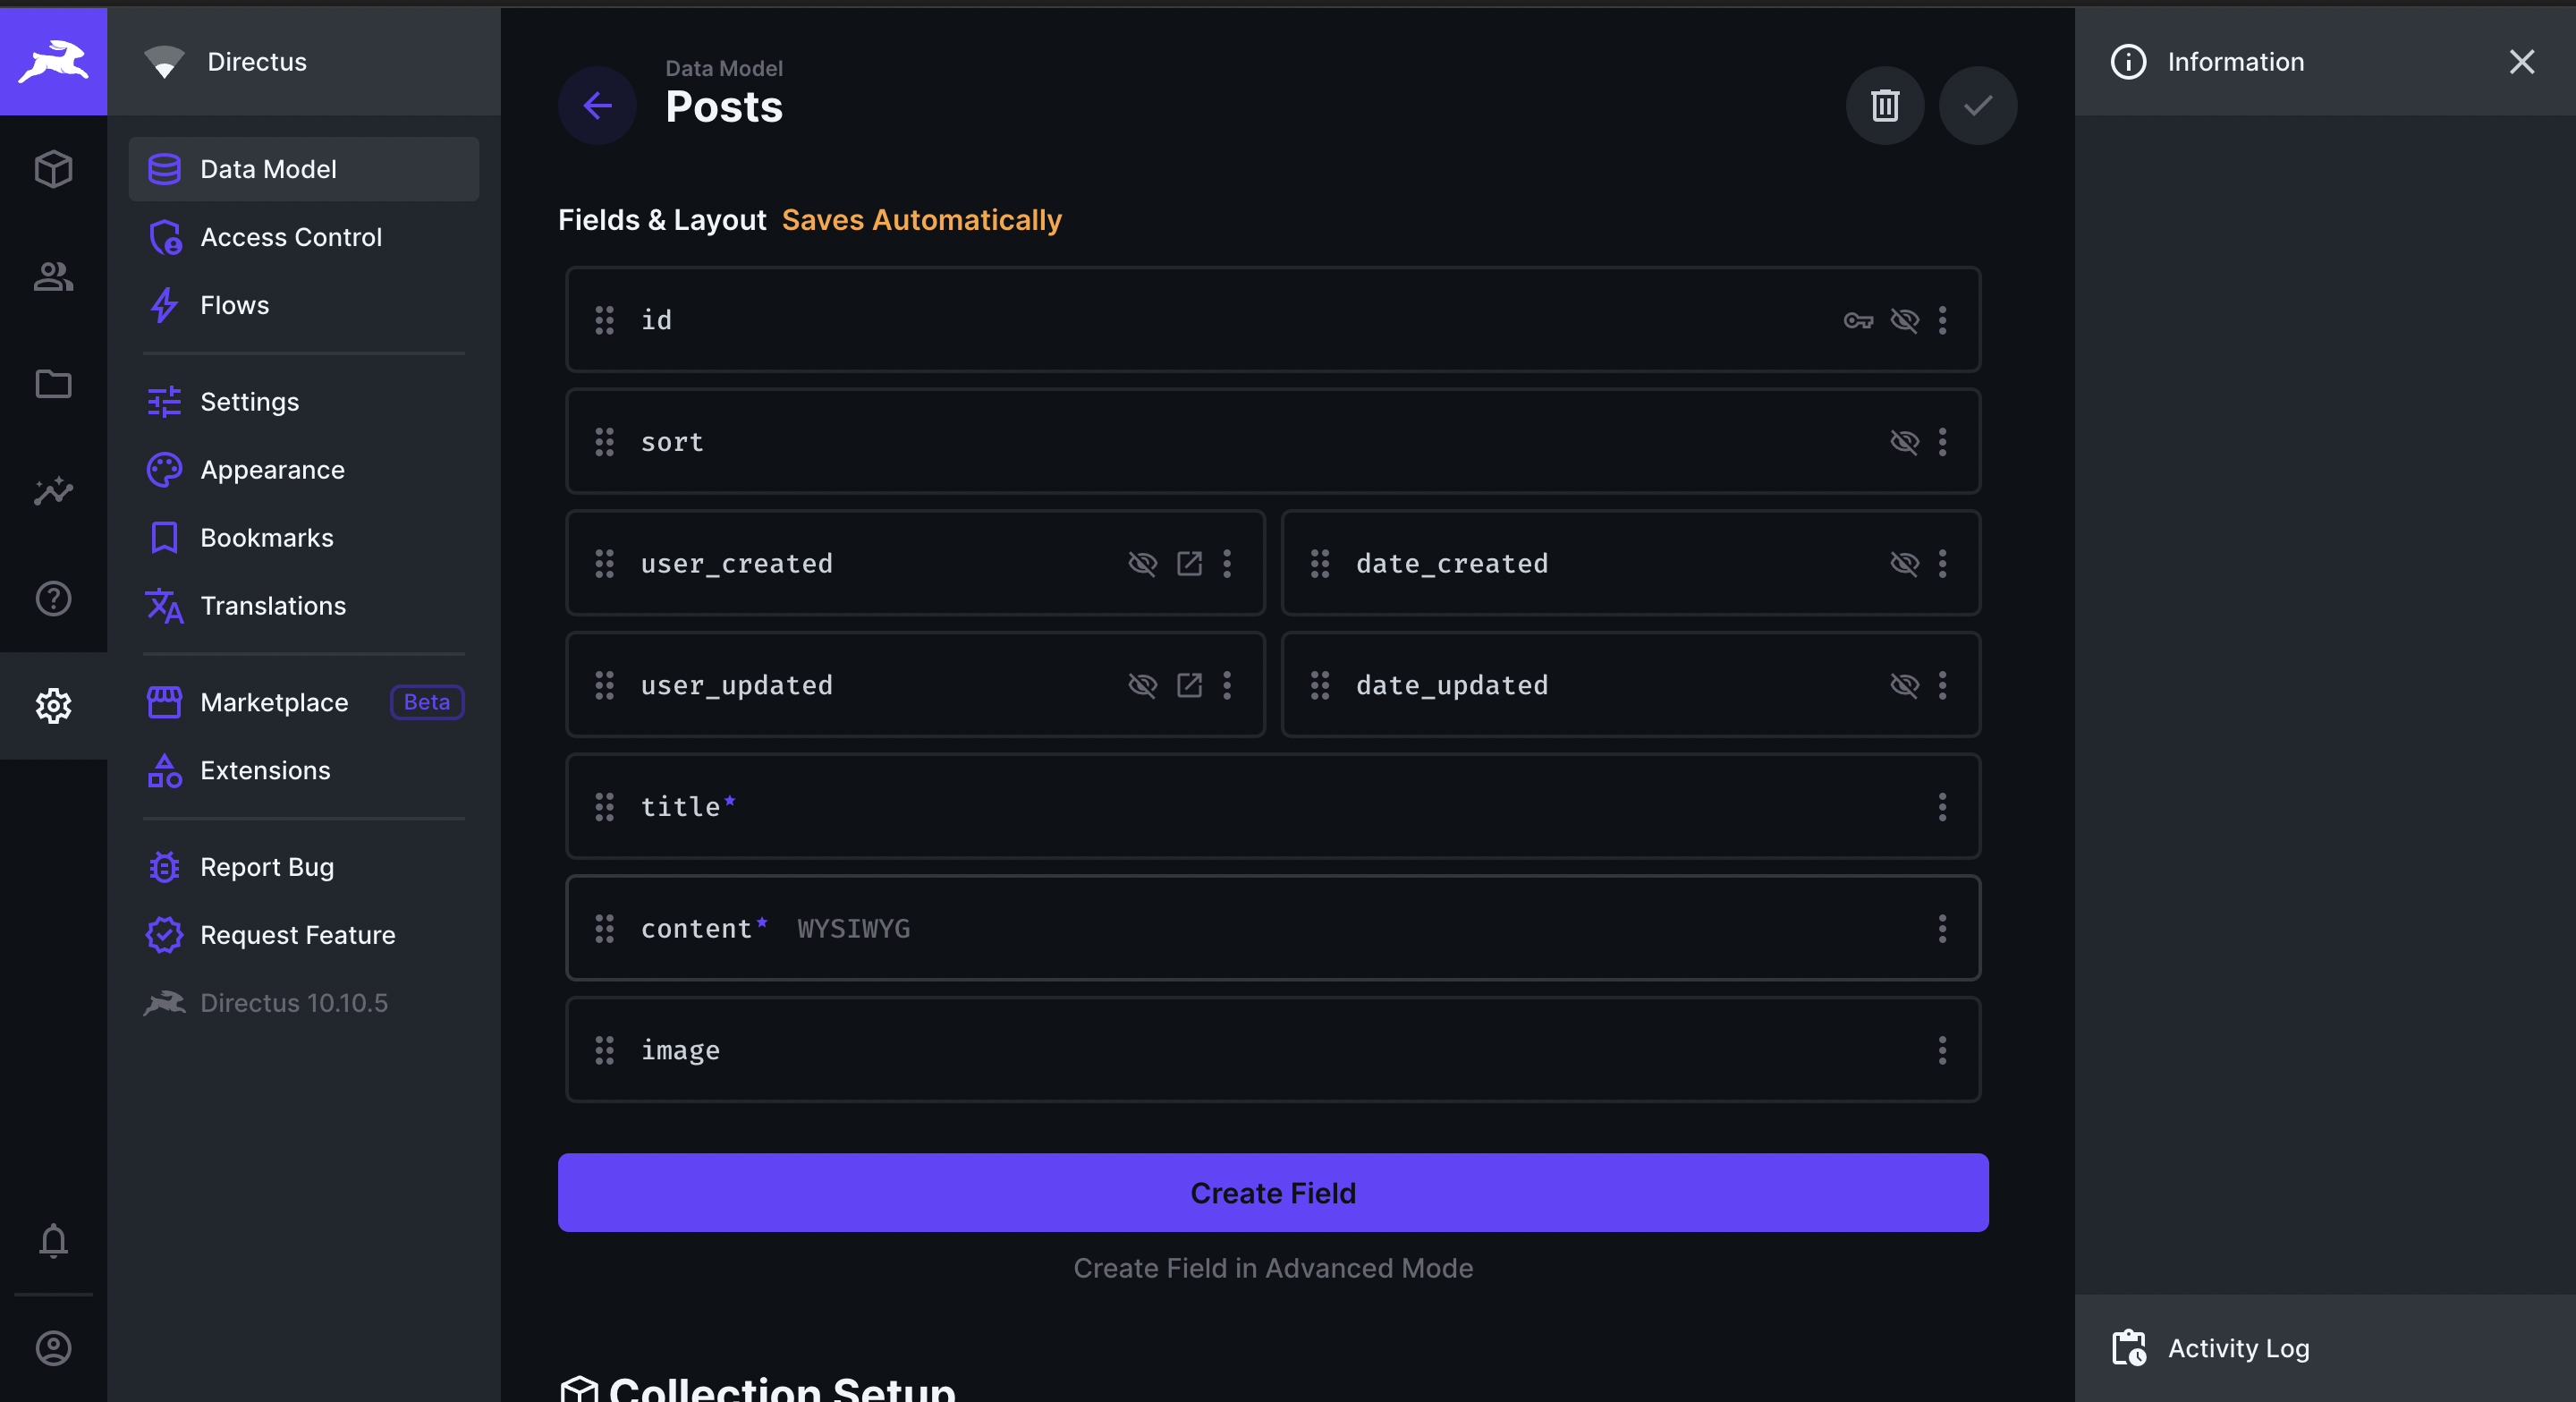 Directus
Data Model
Access Control
Flows
Settings
Appearance
Bookmarks
Translations
Marketplace Beta
Extensions
Report Bug
Request Feature
Directus 10.10.5
Data Model
Posts
Fields & Layout Saves Automatically
id
sort
user_created
date_created
user_updated
date_updated
title*
content* WYSIWYG
image
Create Field
Create Field in Advanced Mode
Collection Setup
Information
Activity Log